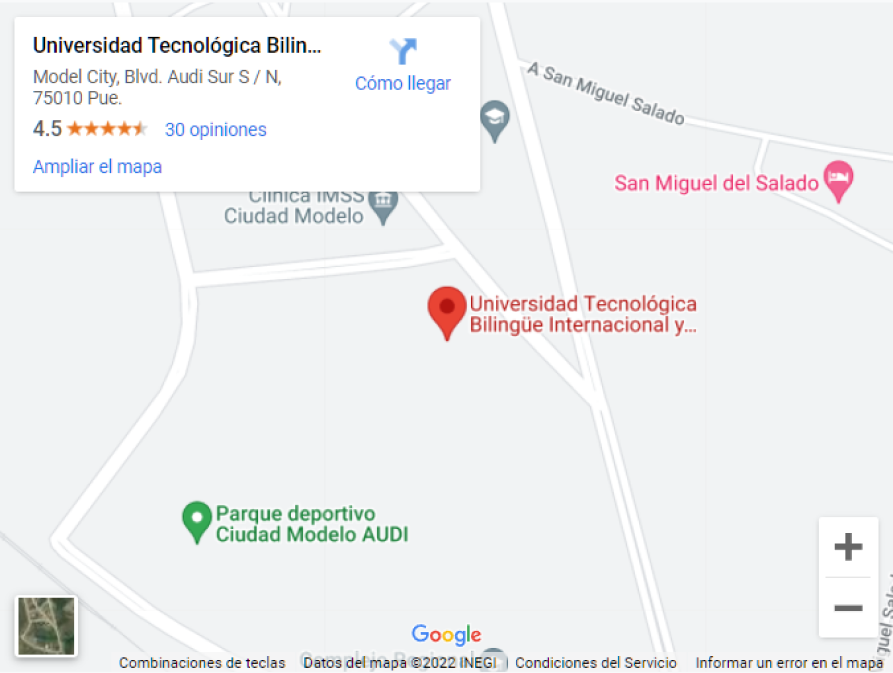 Universidad Tecnológica Bilin...
Model City, Blvd. Audi Sur S / N,
75010 Pue.
4.5
30 opiniones
Ampliar el mapa
Cómo llegar
A San Miguel Salado
San Miguel del Salado
Clínica IMSS
Ciudad Modelo
Universidad Tecnológica
Bilingüe Internacional y...
Parque deportivo
Ciudad Modelo AUDI
Google
Complejo Regional
Combinaciones de teclas
Datos del mapa ©2022 INEGI
Condiciones del Servicio
Informar un error en el mapa